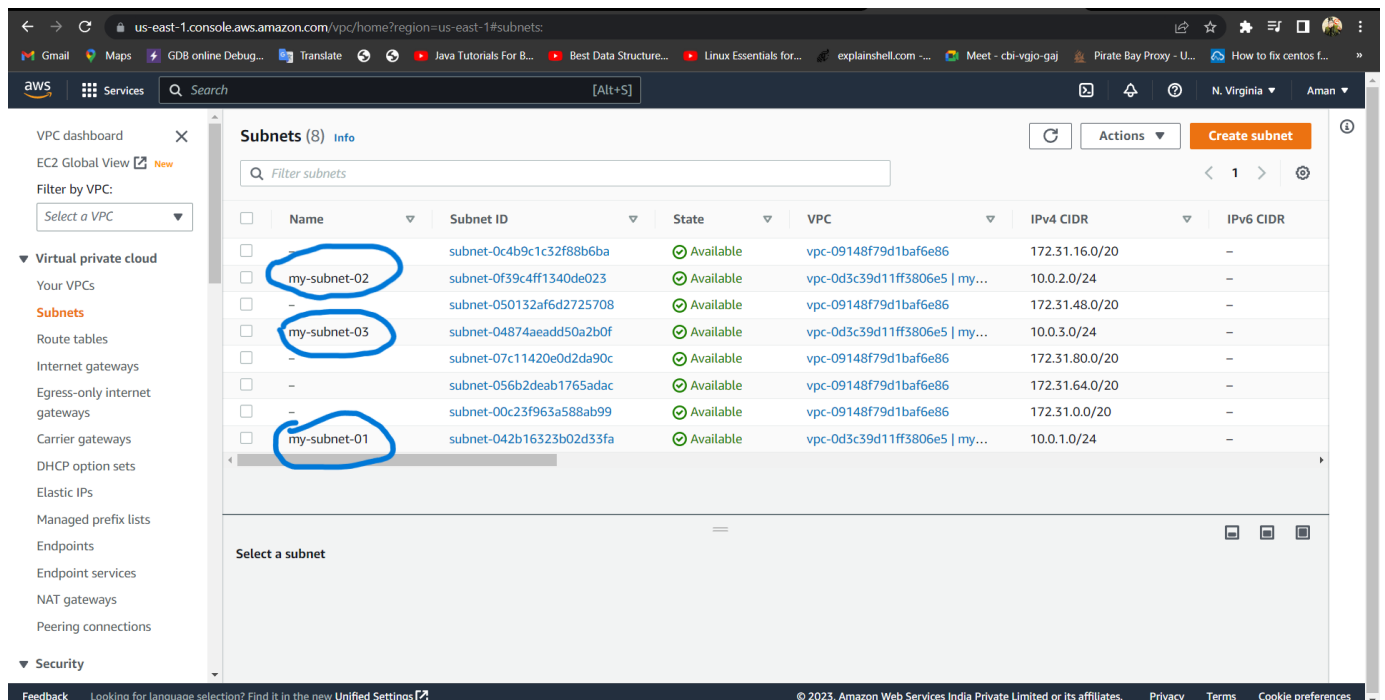 us-east-1.console.aws.amazon.com/vpc/home?region=us-east-1#subnets:
Gmail Maps GDB online Debug... Translate Java Tutorials For B... Best Data Structure... Linux Essentials for... explainshell.com -... Meet - cbi-vgjo-gaj Pirate Bay Proxy - U... How to fix centos f... »
aws Services Search [Alt+S] N. Virginia Aman
VPC dashboard
EC2 Global View New
Filter by VPC:
Select a VPC
Virtual private cloud
Your VPCs
Subnets
Route tables
Internet gateways
Egress-only internet
gateways
Carrier gateways
DHCP option sets
Elastic IPs
Managed prefix lists
Endpoints
Endpoint services
NAT gateways
Peering connections
Security
Subnets (8) Info Actions Create subnet
Filter subnets 1
Name Subnet ID State VPC IPv4 CIDR IPv6 CIDR
– subnet-0c4b9c1c32f88b6ba Available vpc-09148f79d1baf6e86 172.31.16.0/20 –
my-subnet-02 subnet-0f39c4ff1340de023 Available vpc-0d3c39d11ff3806e5 | my... 10.0.2.0/24 –
– subnet-050132af6d2725708 Available vpc-09148f79d1baf6e86 172.31.48.0/20 –
my-subnet-03 subnet-04874aeadd50a2b0f Available vpc-0d3c39d11ff3806e5 | my... 10.0.3.0/24 –
– subnet-07c11420e0d2da90c Available vpc-09148f79d1baf6e86 172.31.80.0/20 –
– subnet-056b2deab1765adac Available vpc-09148f79d1baf6e86 172.31.64.0/20 –
– subnet-00c23f963a588ab99 Available vpc-09148f79d1baf6e86 172.31.0.0/20 –
my-subnet-01 subnet-042b16323b02d33fa Available vpc-0d3c39d11ff3806e5 | my... 10.0.1.0/24 –
Select a subnet
Feedback Looking for language selection? Find it in the new Unified Settings © 2023, Amazon Web Services India Private Limited or its affiliates. Privacy Terms Cookie preferences